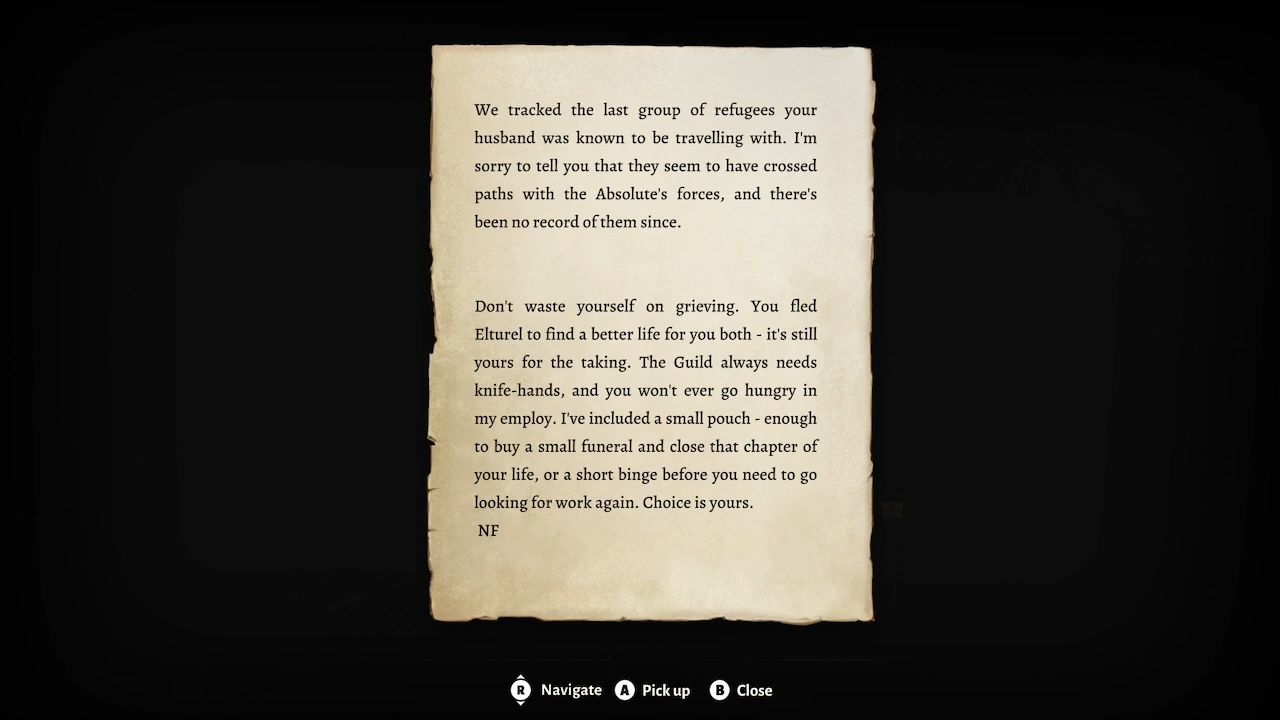 We tracked the last group of refugees your
husband was known to be travelling with. I'm
sorry to tell you that they seem to have crossed
paths with the Absolute's forces, and there's
been no record of them since.
Don't waste yourself on grieving. You fled
Elturel to find a better life for you both - it's still
yours for the taking. The Guild always needs
knife-hands, and you won't ever go hungry in
my employ. I've included a small pouch - enough
to buy a small funeral and close that chapter of
your life, or a short binge before you need to go
looking for work again. Choice is yours.
NF
R Navigate A Pick up B Close